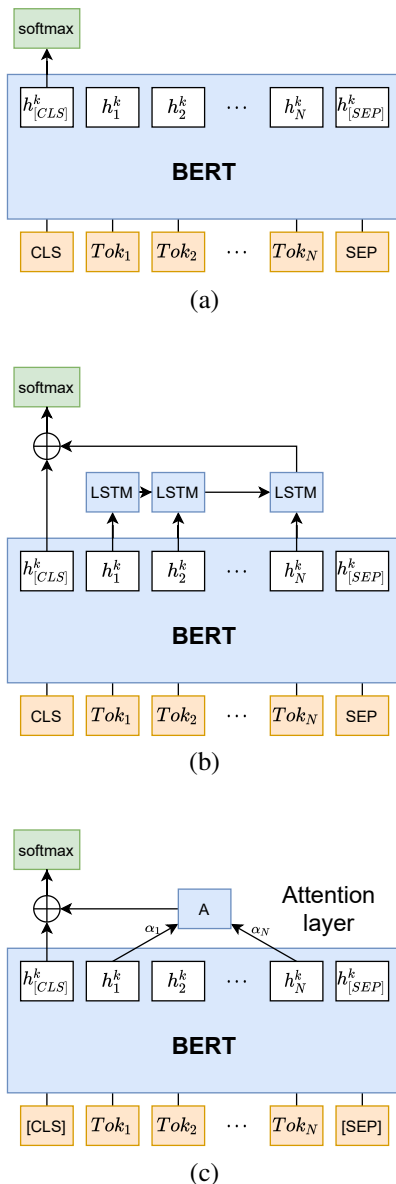 softmax
h^k_[CLS] h^k_1 h^k_2 ... h^k_N h^k_[SEP]
BERT
CLS Tok_1 Tok_2 ... Tok_N SEP
(a)
softmax
LSTM LSTM LSTM
h^k_[CLS] h^k_1 h^k_2 ... h^k_N h^k_[SEP]
BERT
CLS Tok_1 Tok_2 ... Tok_N SEP
(b)
softmax
A Attention
α_1 α_N layer
h^k_[CLS] h^k_1 h^k_2 ... h^k_N h^k_[SEP]
BERT
[CLS] Tok_1 Tok_2 ... Tok_N [SEP]
(c)